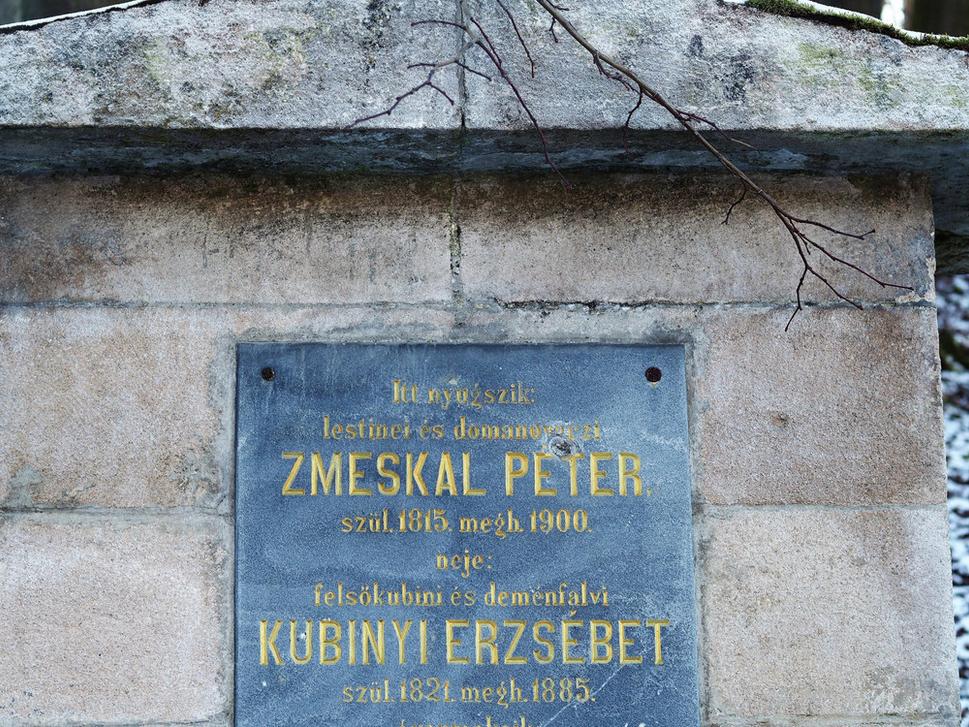 Itt nyugszik:
lestinei és
ZMESKAL PÉTER.
szül. 1815. megh. 1900.
neje:
felsőkubini és deménfalvi
KUBINYI ERZSÉBET
szül. 1821. megh. 1885.